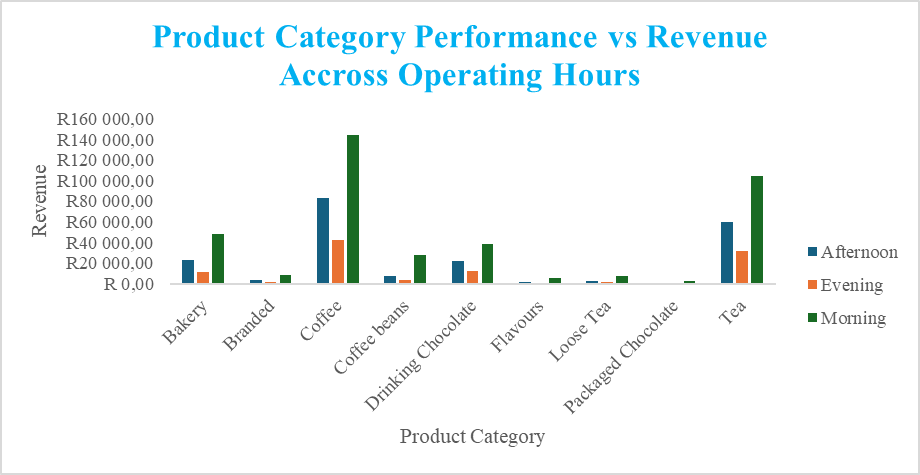 Product Category Performance vs Revenue
Accross Operating Hours
Revenue
R160 000,00
R140 000,00
R120 000,00
R100 000,00
R80 000,00
R60 000,00
R40 000,00
R20 000,00
R 0,00
Bakery
Branded
Coffee
Coffee beans
Drinking Chocolate
Flavours
Loose Tea
Packaged Chocolate
Tea
Product Category
Afternoon
Evening
Morning